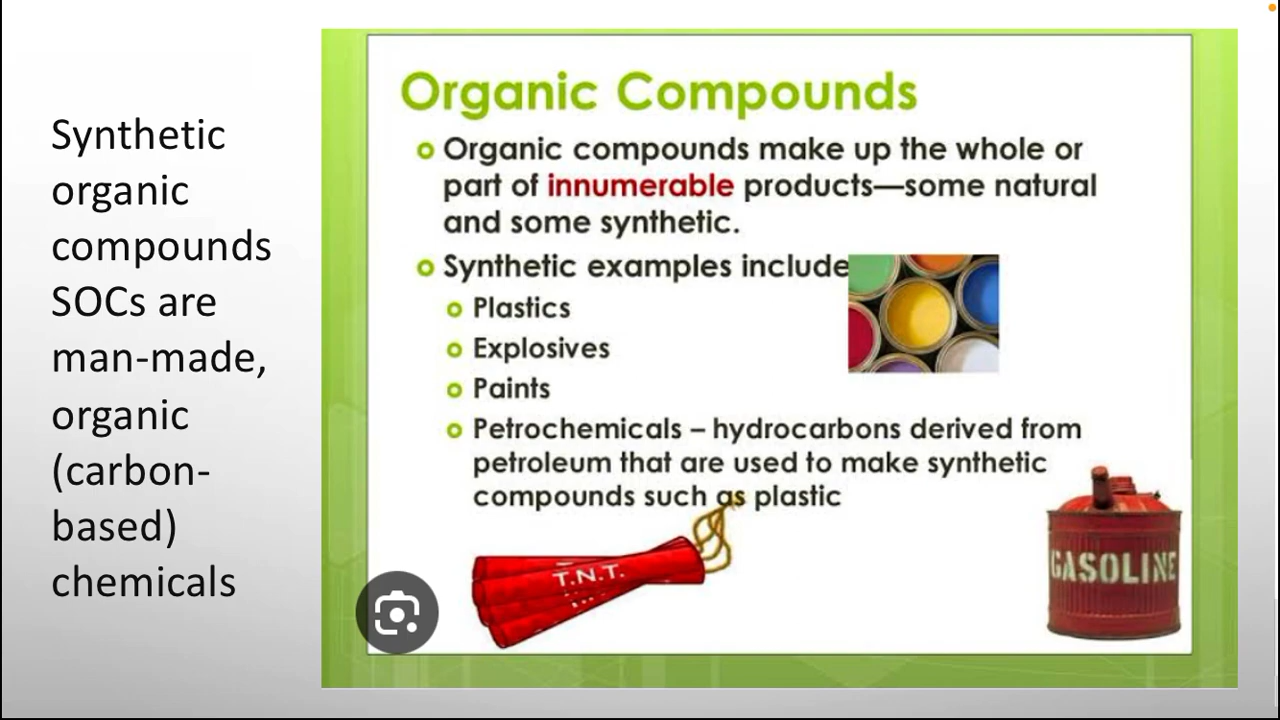 Synthetic
organic
compounds
SOCs are
man-made,
organic
(carbon-
based)
chemicals
Organic Compounds
Organic compounds make up the whole or
part of innumerable products—some natural
and some synthetic.
Synthetic examples include
Plastics
Explosives
Paints
Petrochemicals – hydrocarbons derived from
petroleum that are used to make synthetic
compounds such as plastic
T.N.T.
GASOLINE